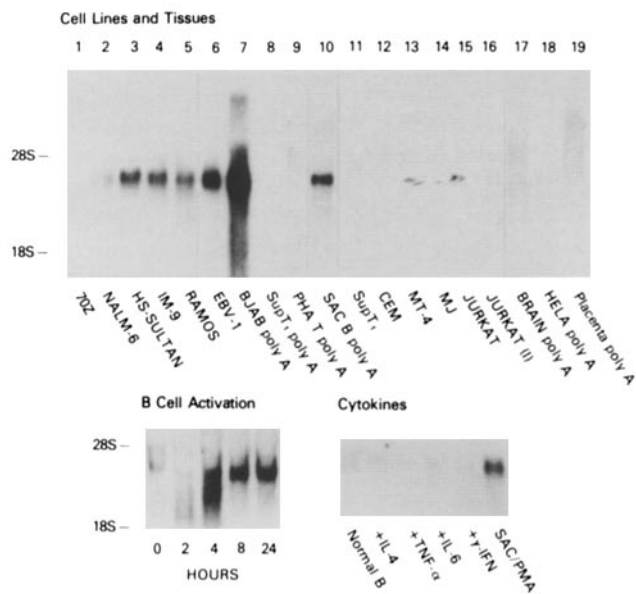 Cell Lines and Tissues
1 2 3 4 5 6 7 8 9 10 11 12 13 14 15 16 17 18 19
28S –
18S –
70Z
NALM-6
HS-SULTAN
IM-9
RAMOS
EBV-1
BJAB poly A
SupT₁ poly A
PHA T poly A
SAC B poly A
SupT₁
CEM
MT-4
MJ
JURKAT
JURKAT (I)
BRAIN poly A
HELA poly A
Placenta poly A
B Cell Activation
28S –
18S –
0 2 4 8 24
HOURS
Cytokines
Normal B
+IL-4
+TNF-α
+IL-6
+γ-IFN
SAC/PMA